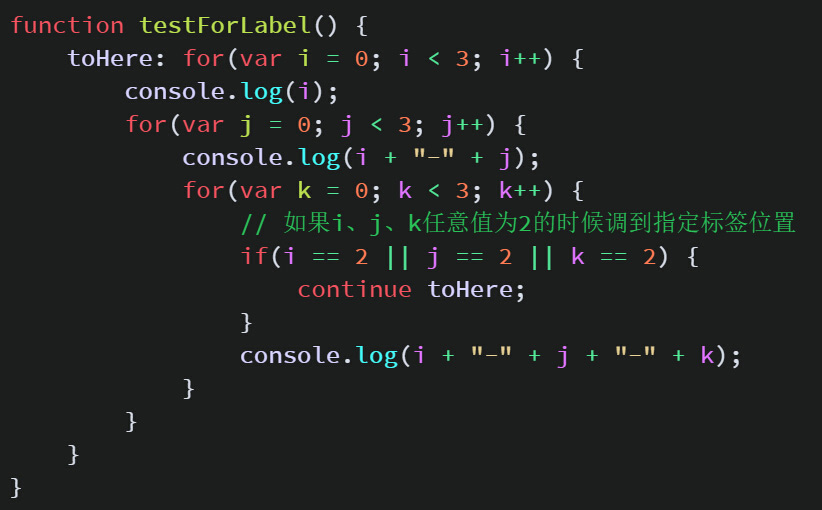 function testForLabel() {
    toHere: for(var i = 0; i < 3; i++) {
        console.log(i);
        for(var j = 0; j < 3; j++) {
            console.log(i + "-" + j);
            for(var k = 0; k < 3; k++) {
                // 如果i、j、k任意值为2的时候调到指定标签位置
                if(i == 2 || j == 2 || k == 2) {
                    continue toHere;
                }
                console.log(i + "-" + j + "-" + k);
            }
        }
    }
}